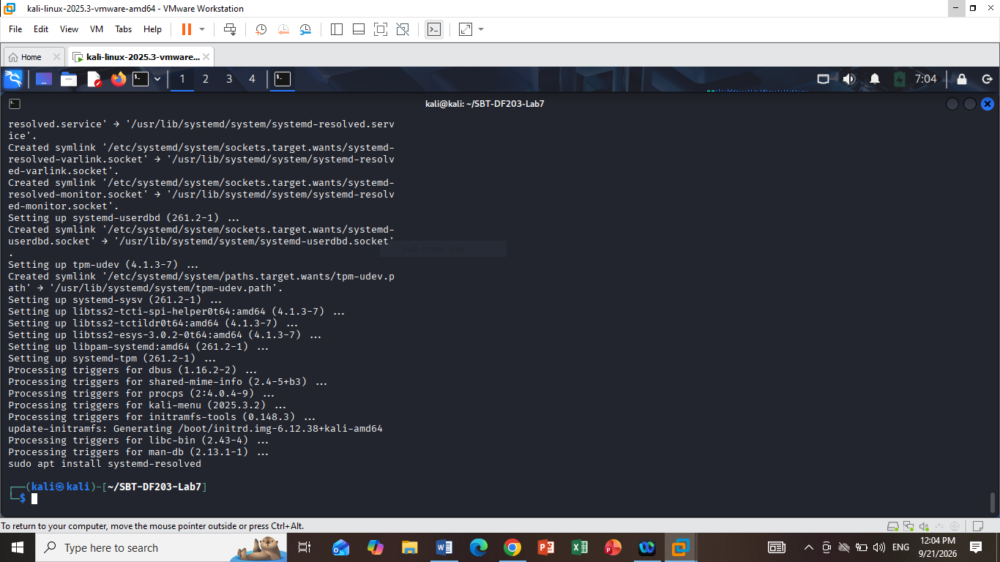 kali-linux-2025.3-vmware-amd64 - VMware Workstation
File Edit View VM Tabs Help
Home kali-linux-2025.3-vmware...
1 2 3 4 7:04
kali@kali: ~/SBT-DF203-Lab7
resolved.service' → '/usr/lib/systemd/system/systemd-resolved.serv
ice'.
Created symlink '/etc/systemd/system/sockets.target.wants/systemd-
resolved-varlink.socket' → '/usr/lib/systemd/system/systemd-resolv
ed-varlink.socket'.
Created symlink '/etc/systemd/system/sockets.target.wants/systemd-
resolved-monitor.socket' → '/usr/lib/systemd/system/systemd-resolv
ed-monitor.socket'.
Setting up systemd-userdbd (261.2-1) ...
Created symlink '/etc/systemd/system/sockets.target.wants/systemd-
userdbd.socket' → '/usr/lib/systemd/system/systemd-userdbd.socket'
.
Setting up tpm-udev (4.1.3-7) ...
Created symlink '/etc/systemd/system/paths.target.wants/tpm-udev.p
ath' → '/usr/lib/systemd/system/tpm-udev.path'.
Setting up systemd-sysv (261.2-1) ...
Setting up libtss2-tcti-spi-helper0t64:amd64 (4.1.3-7) ...
Setting up libtss2-tctildr0t64:amd64 (4.1.3-7) ...
Setting up libtss2-esys-3.0.2-0t64:amd64 (4.1.3-7) ...
Setting up libpam-systemd:amd64 (261.2-1) ...
Setting up systemd-tpm (261.2-1) ...
Processing triggers for dbus (1.16.2-2) ...
Processing triggers for shared-mime-info (2.4-5+b3) ...
Processing triggers for procps (2:4.0.4-9) ...
Processing triggers for kali-menu (2025.3.2) ...
Processing triggers for initramfs-tools (0.148.3) ...
update-initramfs: Generating /boot/initrd.img-6.12.38+kali-amd64
Processing triggers for libc-bin (2.43-4) ...
Processing triggers for man-db (2.13.1-1) ...
sudo apt install systemd-resolved
┌──(kali㉿kali)-[~/SBT-DF203-Lab7]
└─$
To return to your computer, move the mouse pointer outside or press Ctrl+Alt.
Type here to search
ENG
12:04 PM
9/21/2026